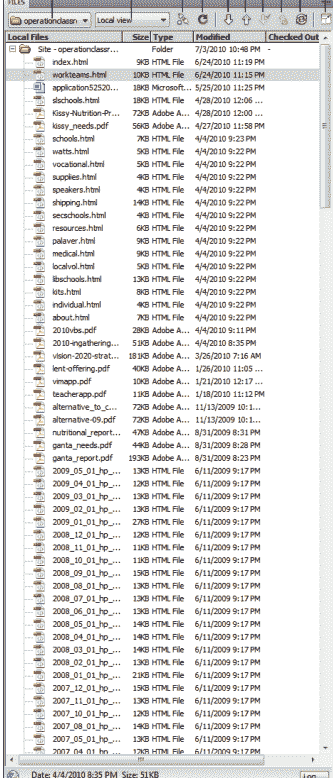 FILES
operationclassn Local view
Local Files Size Type Modified Checked Out
Site - operationclassr... Folder 7/3/2010 10:48 PM -
index.html 9KB HTML File 6/24/2010 11:19 PM
workteams.html 10KB HTML File 6/24/2010 11:15 PM
application52520... 18KB Microsoft... 5/25/2010 11:25 PM
slschools.html 18KB HTML File 4/28/2010 12:06 ...
Kissy-Nutrition-Pr... 72KB Adobe A... 4/28/2010 12:00 ...
kissy_needs.pdf 56KB Adobe A... 4/27/2010 11:58 PM
schools.html 7KB HTML File 4/4/2010 9:23 PM
watts.html 5KB HTML File 4/4/2010 9:22 PM
vocational.html 5KB HTML File 4/4/2010 9:22 PM
supplies.html 4KB HTML File 4/4/2010 9:22 PM
speakers.html 4KB HTML File 4/4/2010 9:22 PM
shipping.html 14KB HTML File 4/4/2010 9:22 PM
secschools.html 4KB HTML File 4/4/2010 9:22 PM
resources.html 6KB HTML File 4/4/2010 9:22 PM
palaver.html 9KB HTML File 4/4/2010 9:22 PM
medical.html 9KB HTML File 4/4/2010 9:22 PM
localvol.html 5KB HTML File 4/4/2010 9:22 PM
libschools.html 13KB HTML File 4/4/2010 9:22 PM
kits.html 8KB HTML File 4/4/2010 9:22 PM
individual.html 4KB HTML File 4/4/2010 9:22 PM
about.html 7KB HTML File 4/4/2010 9:22 PM
2010vbs.pdf 28KB Adobe A... 4/4/2010 9:11 PM
2010-ingathering... 51KB Adobe A... 4/4/2010 8:35 PM
vision-2020-strat... 181KB Adobe A... 3/26/2010 7:16 AM
lent-offering.pdf 40KB Adobe A... 1/26/2010 11:05 ...
vimapp.pdf 10KB Adobe A... 1/21/2010 12:17 ...
teacherapp.pdf 11KB Adobe A... 1/18/2010 11:12 PM
alternative_to_c... 72KB Adobe A... 11/13/2009 10:1...
alternative-09.pdf 72KB Adobe A... 11/13/2009 10:1...
nutritional_report... 47KB Adobe A... 8/31/2009 8:31 PM
ganta_needs.pdf 44KB Adobe A... 8/31/2009 8:28 PM
ganta_report.pdf 193KB Adobe A... 8/31/2009 8:23 PM
2009_05_01_hp_... 13KB HTML File 6/11/2009 9:17 PM
2009_04_01_hp_... 12KB HTML File 6/11/2009 9:17 PM
2009_03_01_hp_... 13KB HTML File 6/11/2009 9:17 PM
2009_02_01_hp_... 13KB HTML File 6/11/2009 9:17 PM
2009_01_01_hp_... 27KB HTML File 6/11/2009 9:17 PM
2008_12_01_hp_... 12KB HTML File 6/11/2009 9:17 PM
2008_11_01_hp_... 11KB HTML File 6/11/2009 9:17 PM
2008_10_01_hp_... 11KB HTML File 6/11/2009 9:17 PM
2008_09_01_hp_... 15KB HTML File 6/11/2009 9:17 PM
2008_08_01_hp_... 13KB HTML File 6/11/2009 9:17 PM
2008_07_01_hp_... 13KB HTML File 6/11/2009 9:17 PM
2008_06_01_hp_... 13KB HTML File 6/11/2009 9:17 PM
2008_05_01_hp_... 14KB HTML File 6/11/2009 9:17 PM
2008_04_01_hp_... 14KB HTML File 6/11/2009 9:17 PM
2008_03_01_hp_... 14KB HTML File 6/11/2009 9:17 PM
2008_02_01_hp_... 13KB HTML File 6/11/2009 9:17 PM
2008_01_01_hp_... 21KB HTML File 6/11/2009 9:17 PM
2007_12_01_hp_... 15KB HTML File 6/11/2009 9:17 PM
2007_11_01_hp_... 13KB HTML File 6/11/2009 9:17 PM
2007_10_01_hp_... 12KB HTML File 6/11/2009 9:17 PM
2007_08_01_hp_... 14KB HTML File 6/11/2009 9:17 PM
2007_05_01_hp_... 13KB HTML File 6/11/2009 9:17 PM
2007_04_01_hp_... 12KB HTML File 6/11/2009 9:17 PM
Date: 4/4/2010 8:35 PM Size: 51KB Log...